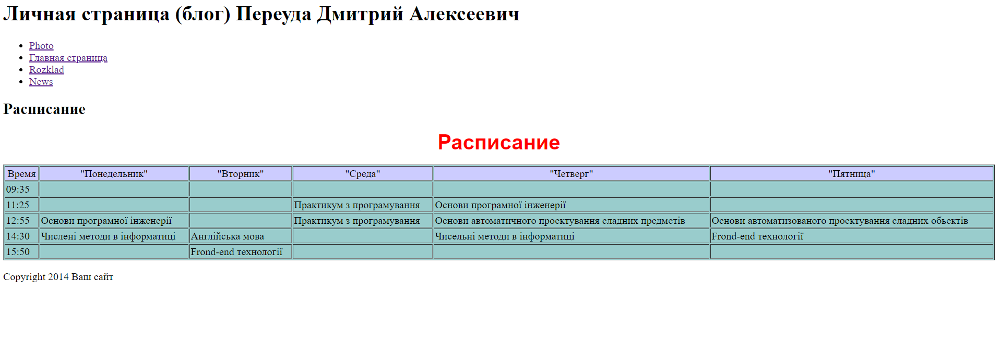 Личная страница (блог) Переуда Дмитрий Алексеевич
Photo
Главная страница
Rozklad
News
Расписание
Расписание
Время "Понедельник" "Вторник" "Среда" "Четверг" "Пятница"
09:35
11:25 Практикум з програмування Основи програмної інженерії
12:55 Основи програмної інженерії Практикум з програмування Основи автоматичного проектування сладних предметів Основи автоматизованого проектування сладних обьектів
14:30 Числені методи в інформатиці Англійська мова Чисельні методи в інформатиці Frond-end технології
15:50 Frond-end технології
Copyright 2014 Ваш сайт